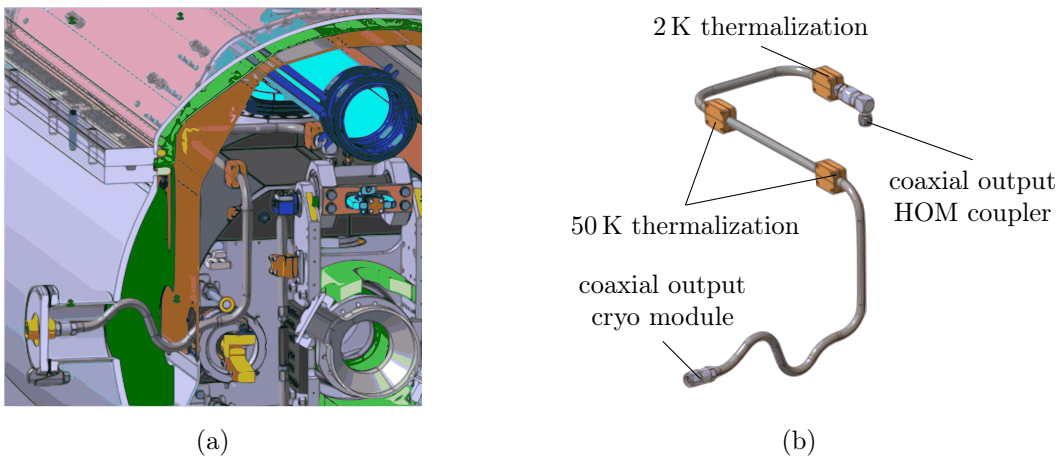 2 K thermalization
coaxial output
HOM coupler
50 K thermalization
coaxial output
cryo module
(a)
(b)